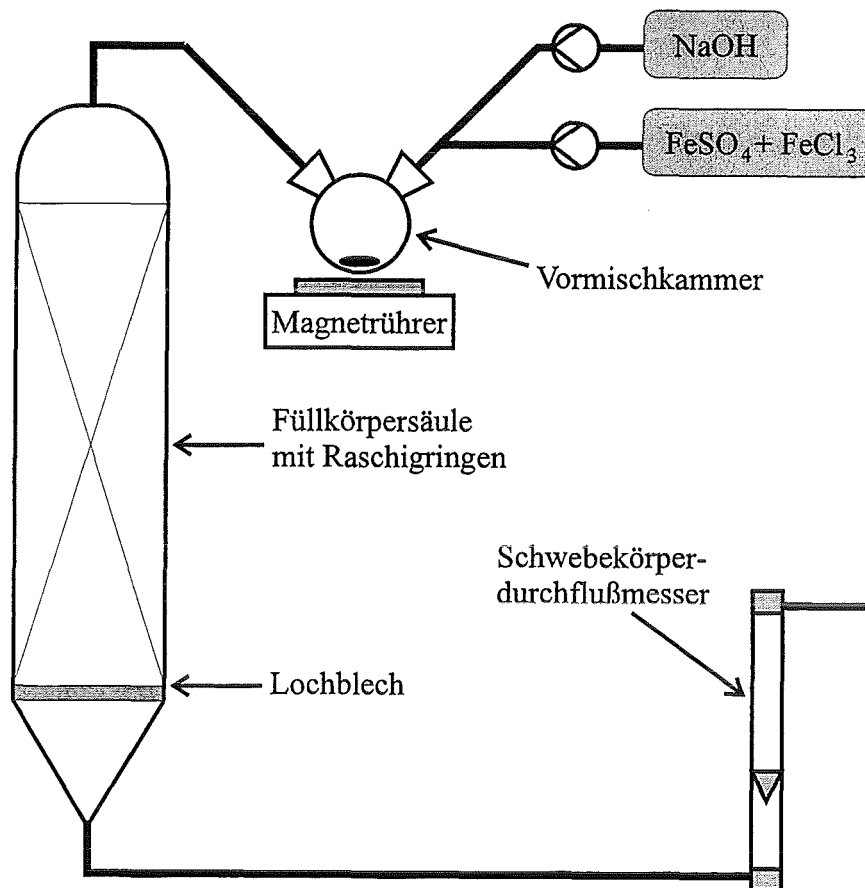 NaOH
FeSO₄+ FeCl₃
Vormischkammer
Magnetrührer
Füllkörpersäule
mit Raschigringen
Schwebekörper-
durchflußmesser
Lochblech